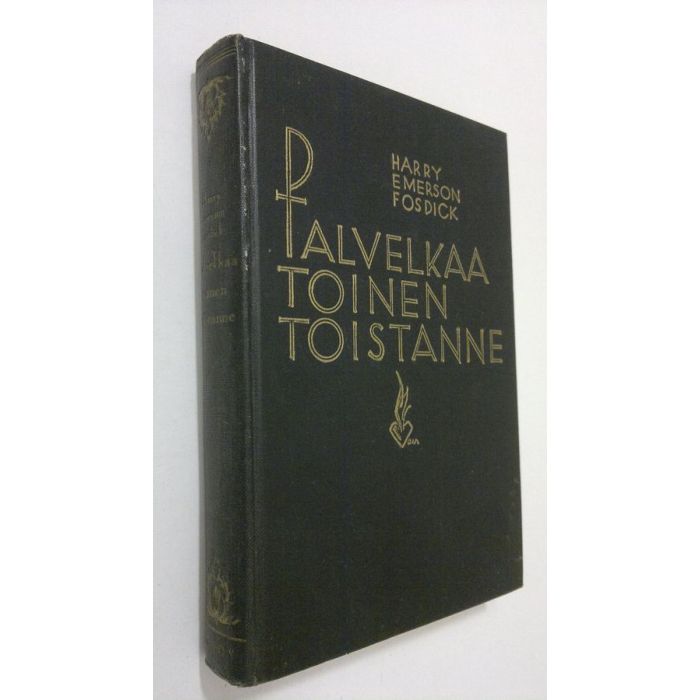 HARRY
EMERSON
FOSDICK
PALVELKAA
TOINEN
TOISTANNE